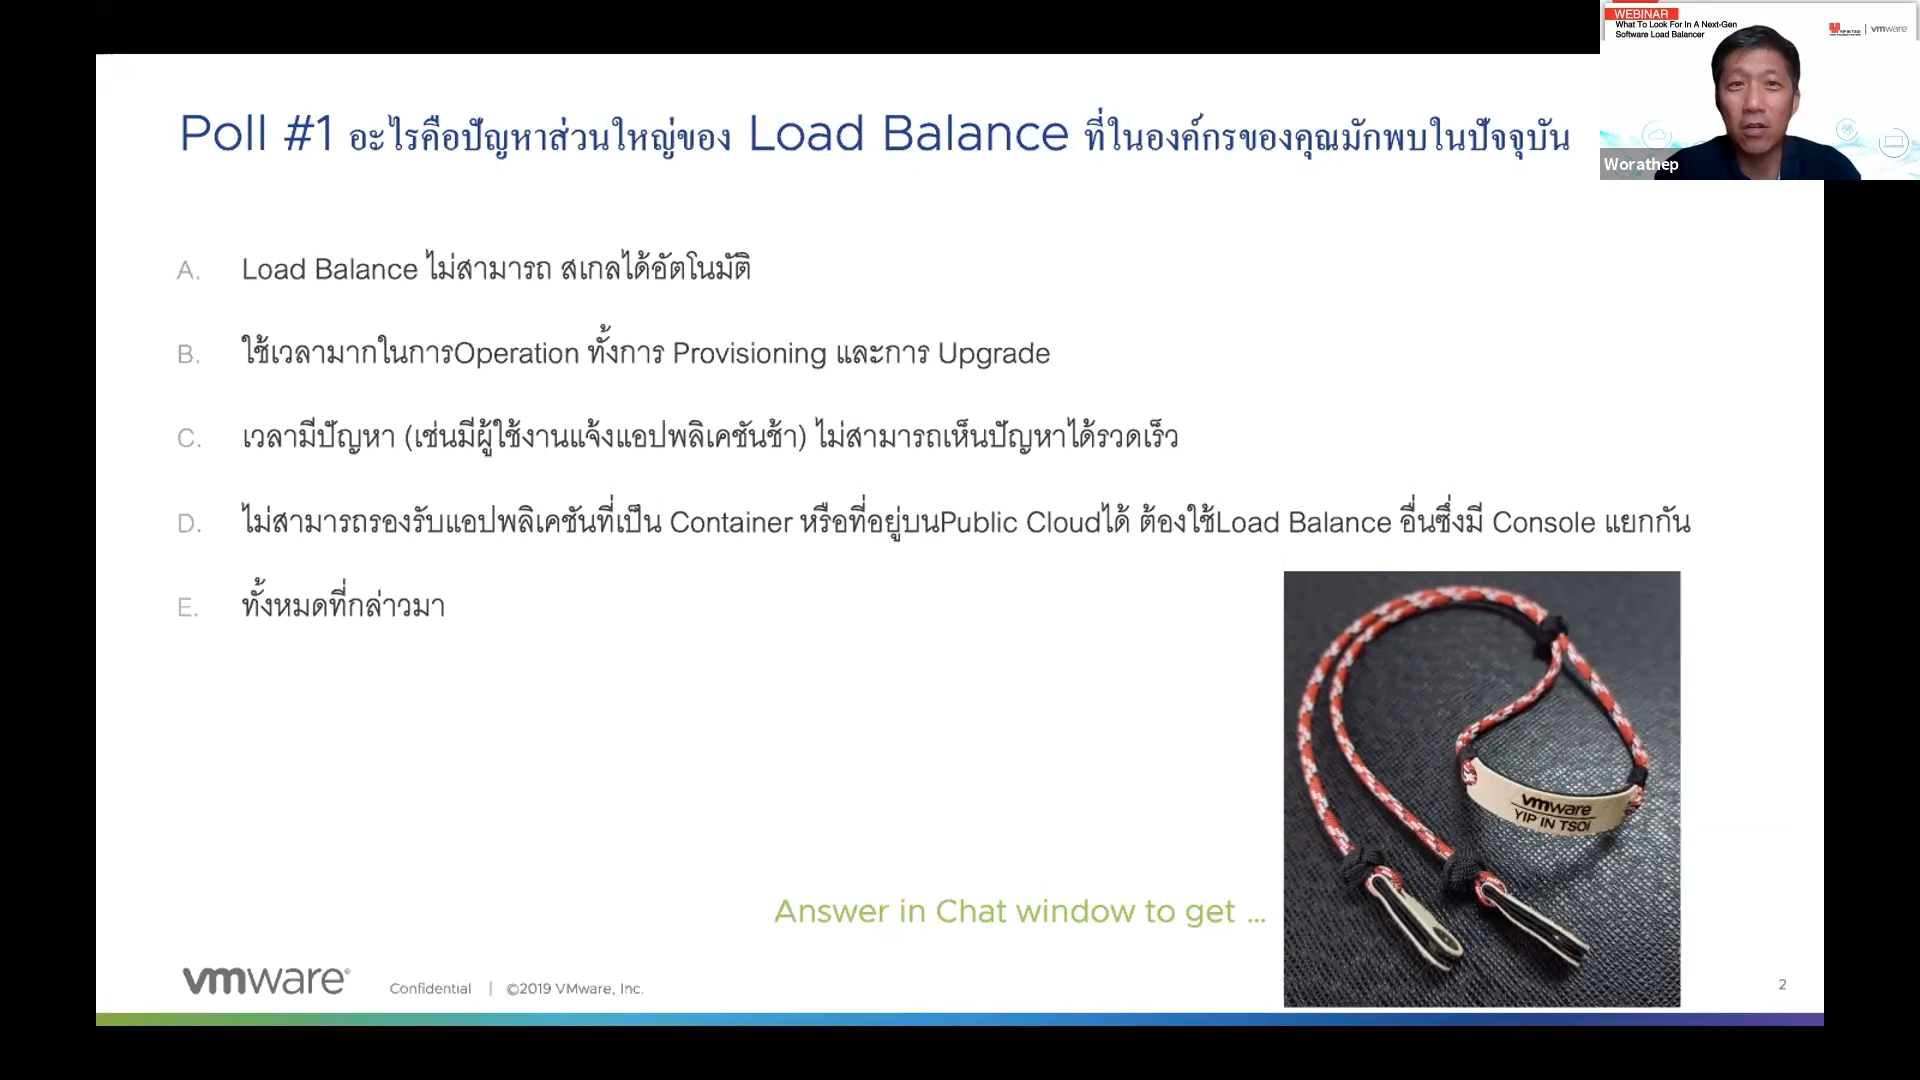 WEBINAR
What To Look For In A Next-Gen
Software Load Balancer
YIP IN TSOI | vmware
Worathep
Poll #1 อะไรคือปัญหาส่วนใหญ่ของ Load Balance ที่ในองค์กรของคุณมักพบในปัจจุบัน
A. Load Balance ไม่สามารถ สเกลได้อัตโนมัติ
B. ใช้เวลามากในการOperation ทั้งการ Provisioning และการ Upgrade
C. เวลามีปัญหา (เช่นมีผู้ใช้งานแจ้งแอปพลิเคชันช้า) ไม่สามารถเห็นปัญหาได้รวดเร็ว
D. ไม่สามารถรองรับแอปพลิเคชันที่เป็น Container หรือที่อยู่บนPublic Cloudได้ ต้องใช้Load Balance อื่นซึ่งมี Console แยกกัน
E. ทั้งหมดที่กล่าวมา
vmware
YIP IN TSOI
Answer in Chat window to get ...
vmware® Confidential | ©2019 VMware, Inc.
2